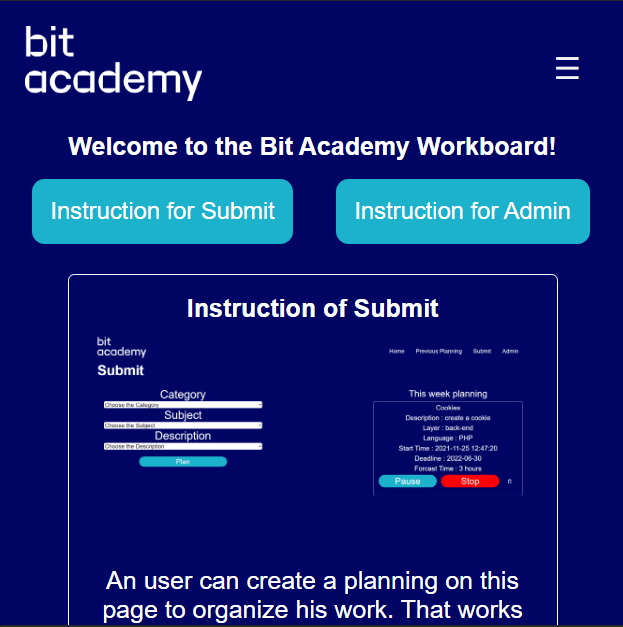 bit
academy
☰
Welcome to the Bit Academy Workboard!
Instruction for Submit
Instruction for Admin
Instruction of Submit
bit
academy
Home Previous Planning Submit Admin
Submit
Category
Choose the Category
Subject
Choose the Subject
Description
Choose the Description
Plan
This week planning
Cookies
Description : create a cookie
Layer : back-end
Language : PHP
Start Time : 2021-11-25 12:47:20
Deadline : 2022-06-30
Forcast Time : 3 hours
Pause Stop 0
An user can create a planning on this
page to organize his work. That works